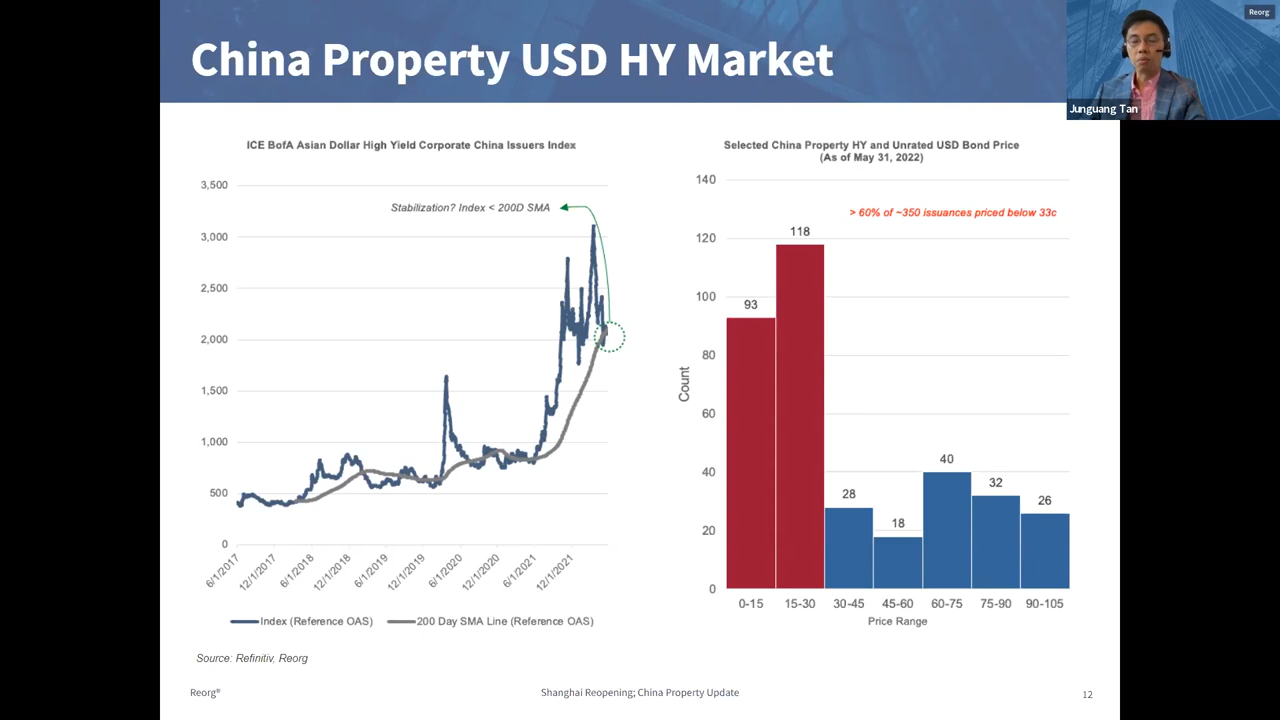 China Property USD HY Market
Reorg
Junguang Tan
ICE BofA Asian Dollar High Yield Corporate China Issuers Index
3,500
3,000
2,500
2,000
1,500
1,000
500
0
Stabilization? Index < 200D SMA
6/1/2017
12/1/2017
6/1/2018
12/1/2018
6/1/2019
12/1/2019
6/1/2020
12/1/2020
6/1/2021
12/1/2021
Index (Reference OAS)
200 Day SMA Line (Reference OAS)
Selected China Property HY and Unrated USD Bond Price
(As of May 31, 2022)
140
120
100
80
60
40
20
0
Count
> 60% of ~350 issuances priced below 33c
93
118
28
18
40
32
26
0-15
15-30
30-45
45-60
60-75
75-90
90-105
Price Range
Source: Refinitiv, Reorg
Reorg®
Shanghai Reopening; China Property Update
12